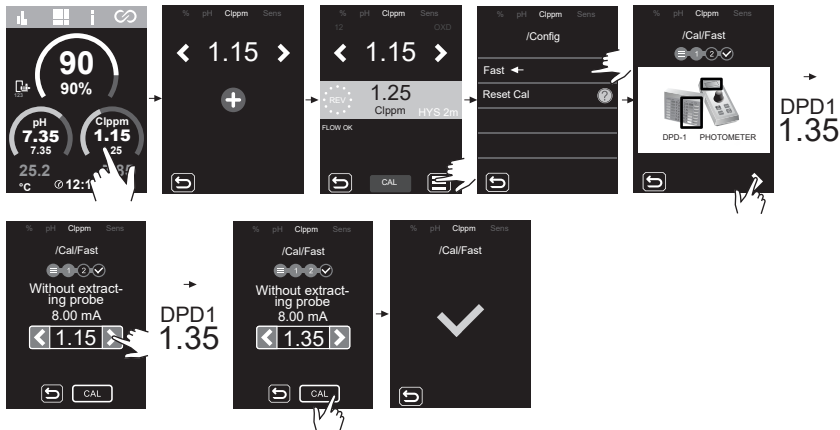 90
90%
123
pH
7.35
7.35
Clppm
1.15
25
25.2
°C
12:1
% pH Clppm Sens
1.15
% pH Clppm Sens
12 OXD
1.15
REV
1.25
Clppm
HYS 2m
FLOW OK
CAL
% pH Clppm Sens
/Config
Fast
Reset Cal ?
% pH Clppm Sens
/Cal/Fast
1 2
DPD-1 PHOTOMETER
DPD1
1.35
% pH Clppm Sens
/Cal/Fast
1 2
Without extract-
ing probe
8.00 mA
1.15
CAL
DPD1
1.35
% pH Clppm Sens
/Cal/Fast
1 2
Without extract-
ing probe
8.00 mA
1.35
CAL
% pH Clppm Sens
/Cal/Fast